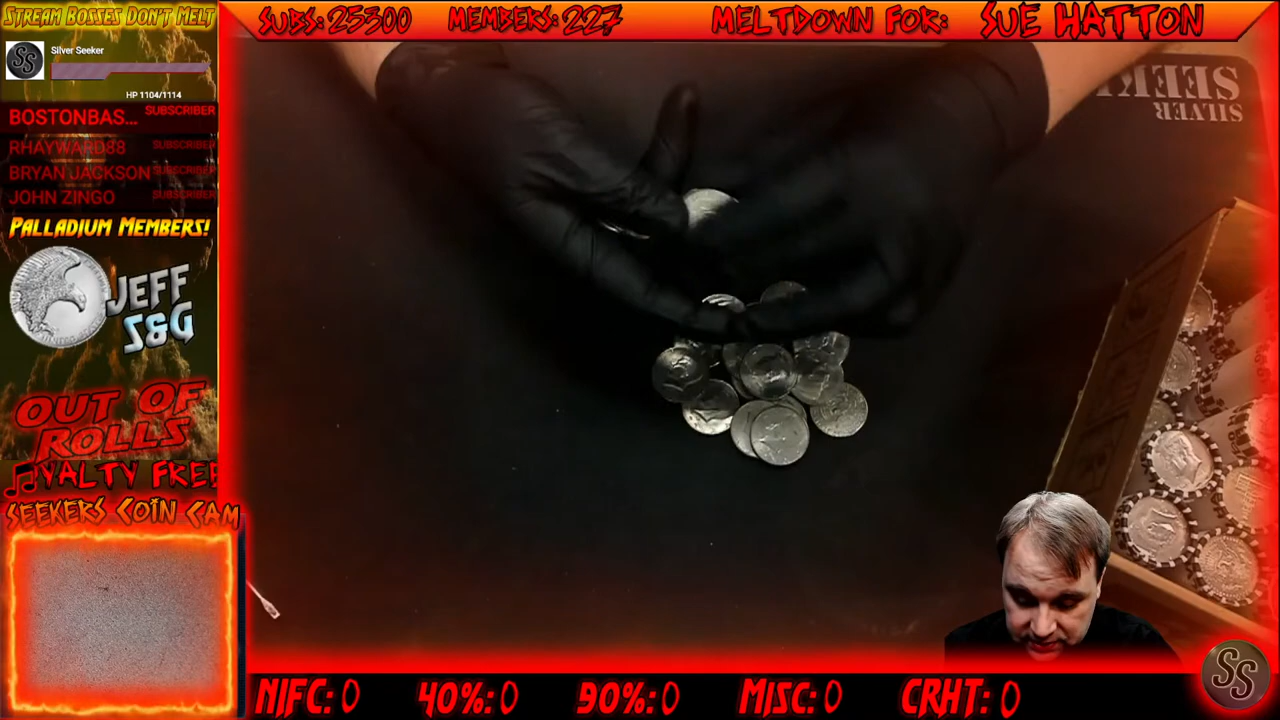 STREAM BOSSES DON'T MELT
SUBS: 25300 MEMBERS: 227 MELTDOWN FOR: SUE HATTON
SS
Silver Seeker
HP 1104/1114
BOSTONBAS... SUBSCRIBER
RHAYWARD88 SUBSCRIBER
BRYAN JACKSON SUBSCRIBER
JOHN ZINGO SUBSCRIBER
PALLADIUM MEMBERS!
JEFF
S&G
OUT OF
ROLLS
YALTY FREE
SEEKERS COIN CAM
SILVER
SEEK
NIFC: 0 40%: 0 90%: 0 MISC: 0 CRHT: 0
SS